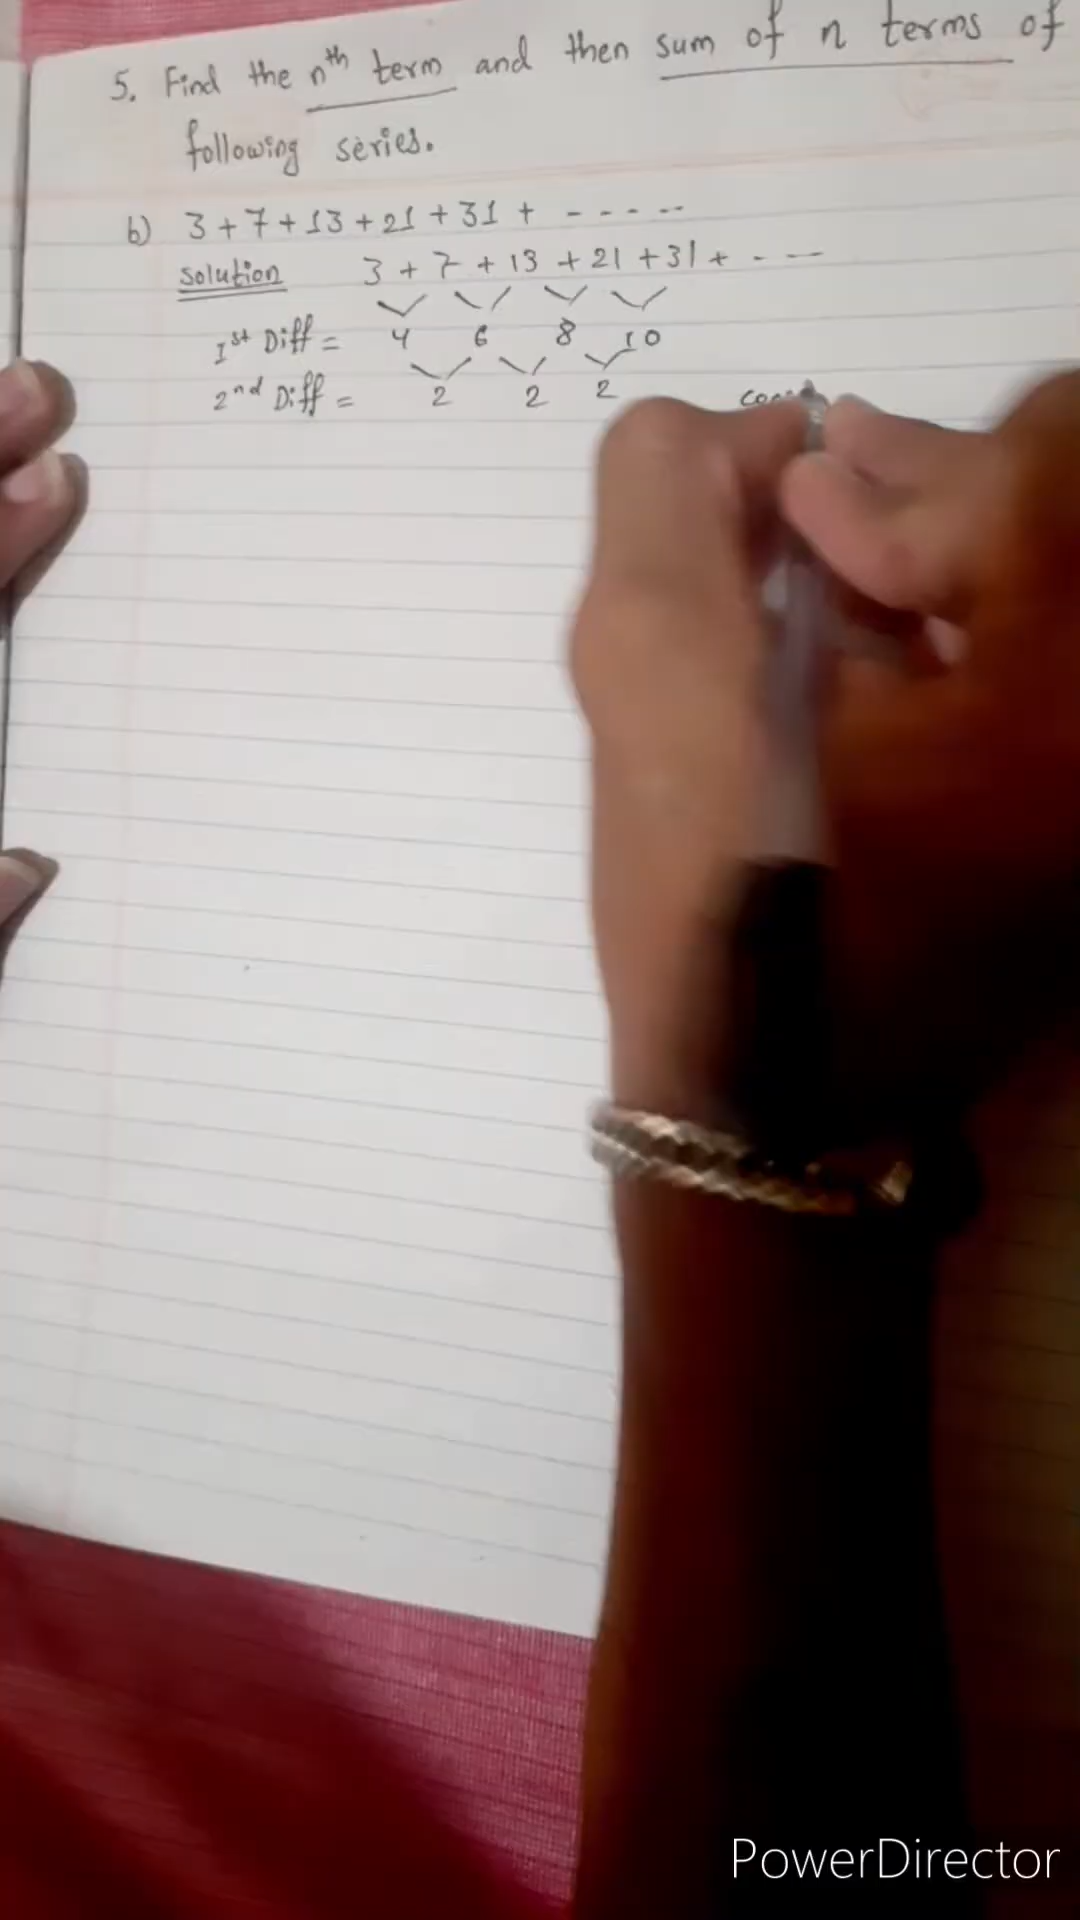 5. Find the nth term and then sum of n terms of
following series.
b) 3 + 7 + 13 + 21 + 31 + - - - - -
Solution 3 + 7 + 13 + 21 + 31 + - - -
1st Diff = 4 6 8 10
2nd Diff = 2 2 2
PowerDirector